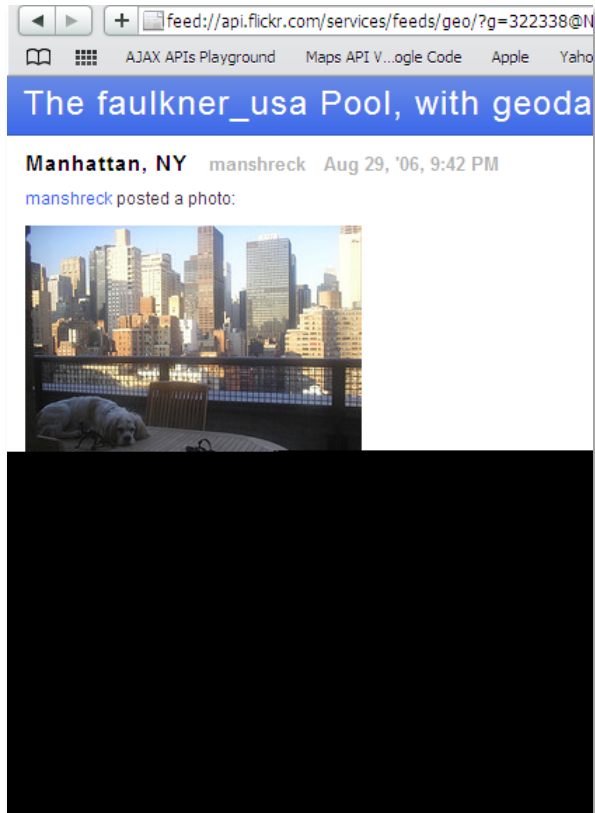 feed://api.flickr.com/services/feeds/geo/?g=322338@N
AJAX APIs Playground Maps API V...ogle Code Apple Yaho
The faulkner_usa Pool, with geoda
Manhattan, NY manshreck Aug 29, '06, 9:42 PM
manshreck posted a photo: